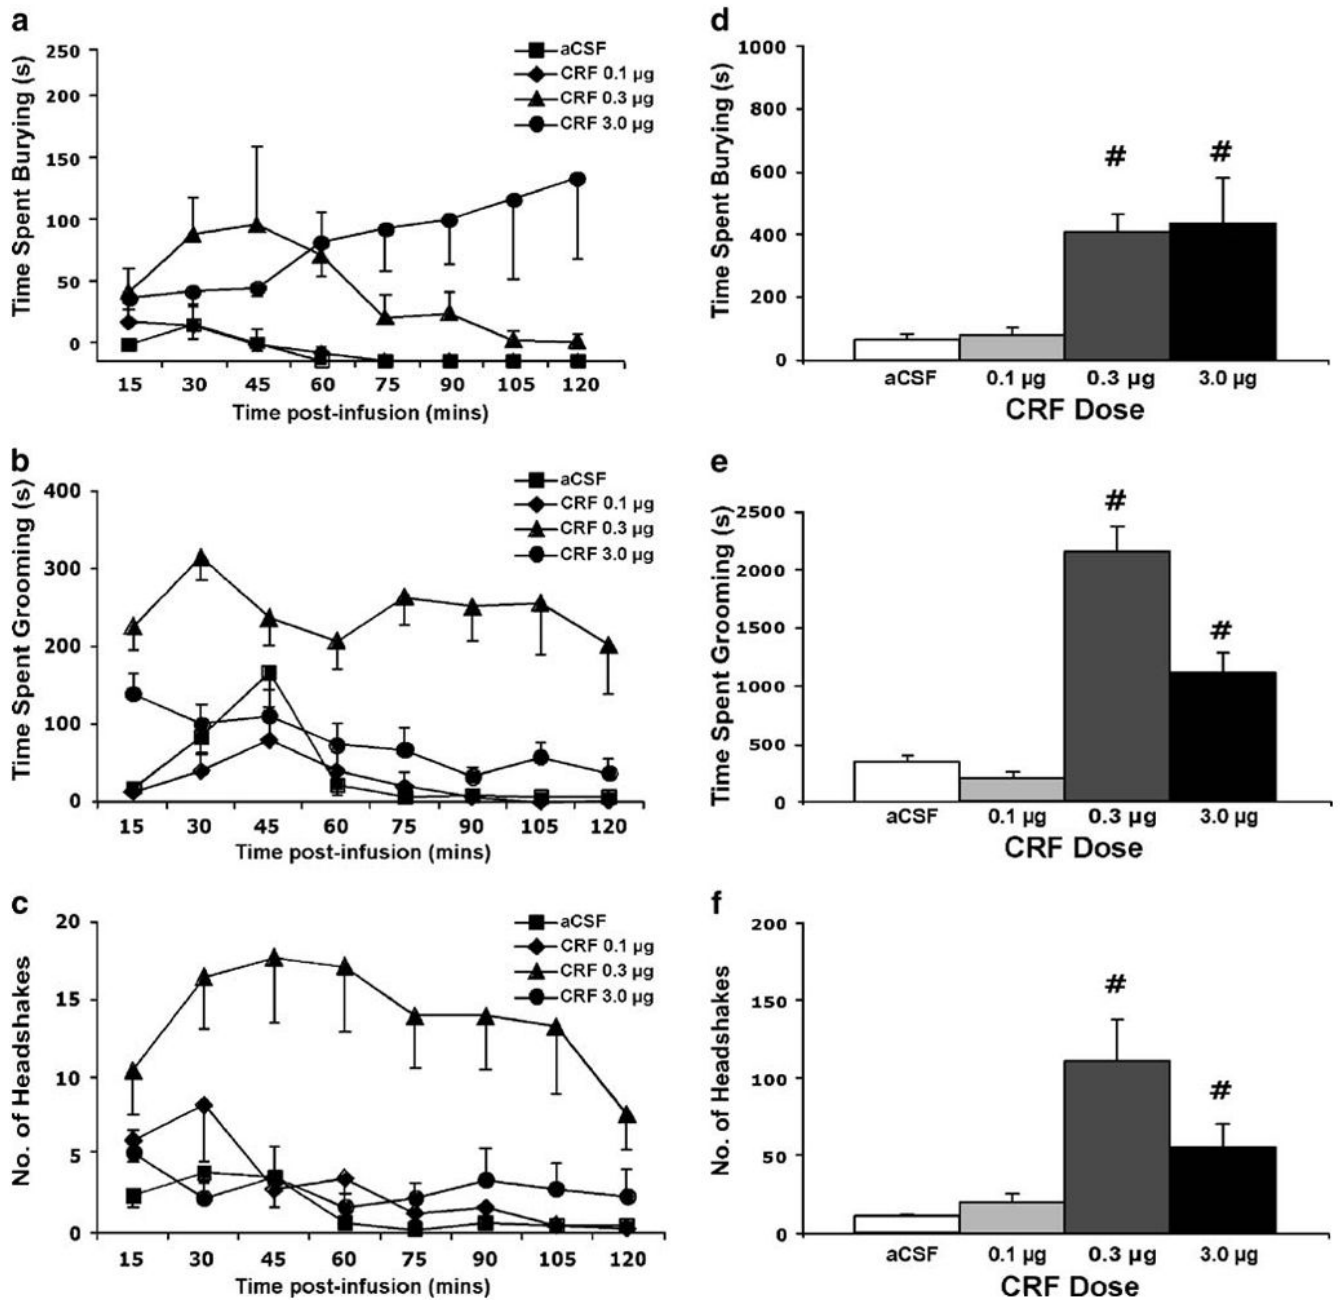 a
Time Spent Burying (s)
250
200
150
100
50
0
aCSF
CRF 0.1 µg
CRF 0.3 µg
CRF 3.0 µg
15 30 45 60 75 90 105 120
Time post-infusion (mins)
d
Time Spent Burying (s)
1000
800
600
400
200
0
# #
aCSF 0.1 µg 0.3 µg 3.0 µg
CRF Dose
b
Time Spent Grooming (s)
400
300
200
100
0
aCSF
CRF 0.1 µg
CRF 0.3 µg
CRF 3.0 µg
15 30 45 60 75 90 105 120
Time post-infusion (mins)
e
Time Spent Grooming (s)
2500
2000
1500
1000
500
0
#
#
aCSF 0.1 µg 0.3 µg 3.0 µg
CRF Dose
c
No. of Headshakes
20
15
10
5
0
aCSF
CRF 0.1 µg
CRF 0.3 µg
CRF 3.0 µg
15 30 45 60 75 90 105 120
Time post-infusion (mins)
f
No. of Headshakes
200
150
100
50
0
#
#
aCSF 0.1 µg 0.3 µg 3.0 µg
CRF Dose